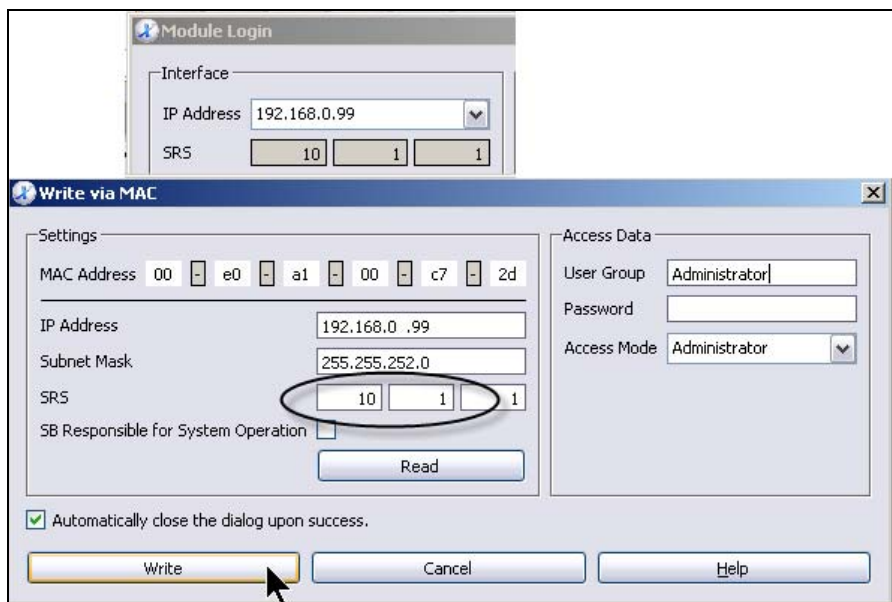 Module Login
Interface
IP Address 192.168.0.99
SRS 10 1 1
Write via MAC
Settings
MAC Address 00 - e0 - a1 - 00 - c7 - 2d
IP Address 192.168.0 .99
Subnet Mask 255.255.252.0
SRS 10 1 1
SB Responsible for System Operation
Read
Access Data
User Group Administrator
Password
Access Mode Administrator
Automatically close the dialog upon success.
Write Cancel Help